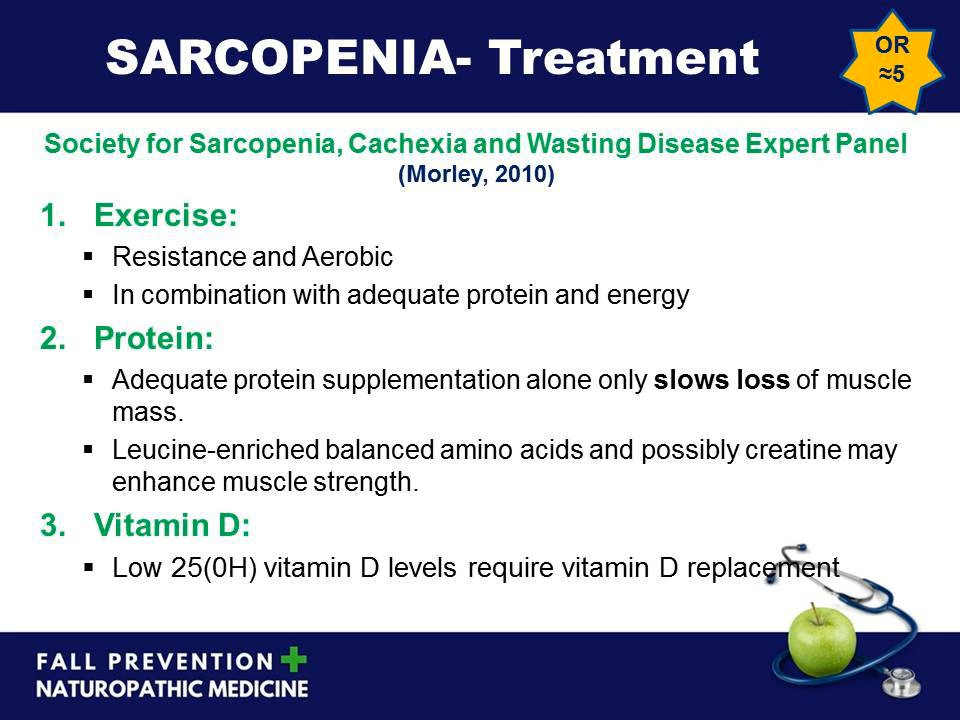 SARCOPENIA- Treatment
OR
≈5
Society for Sarcopenia, Cachexia and Wasting Disease Expert Panel
(Morley, 2010)
1. Exercise:
▪ Resistance and Aerobic
▪ In combination with adequate protein and energy
2. Protein:
▪ Adequate protein supplementation alone only slows loss of muscle
mass.
▪ Leucine-enriched balanced amino acids and possibly creatine may
enhance muscle strength.
3. Vitamin D:
▪ Low 25(0H) vitamin D levels require vitamin D replacement
FALL PREVENTION +
NATUROPATHIC MEDICINE